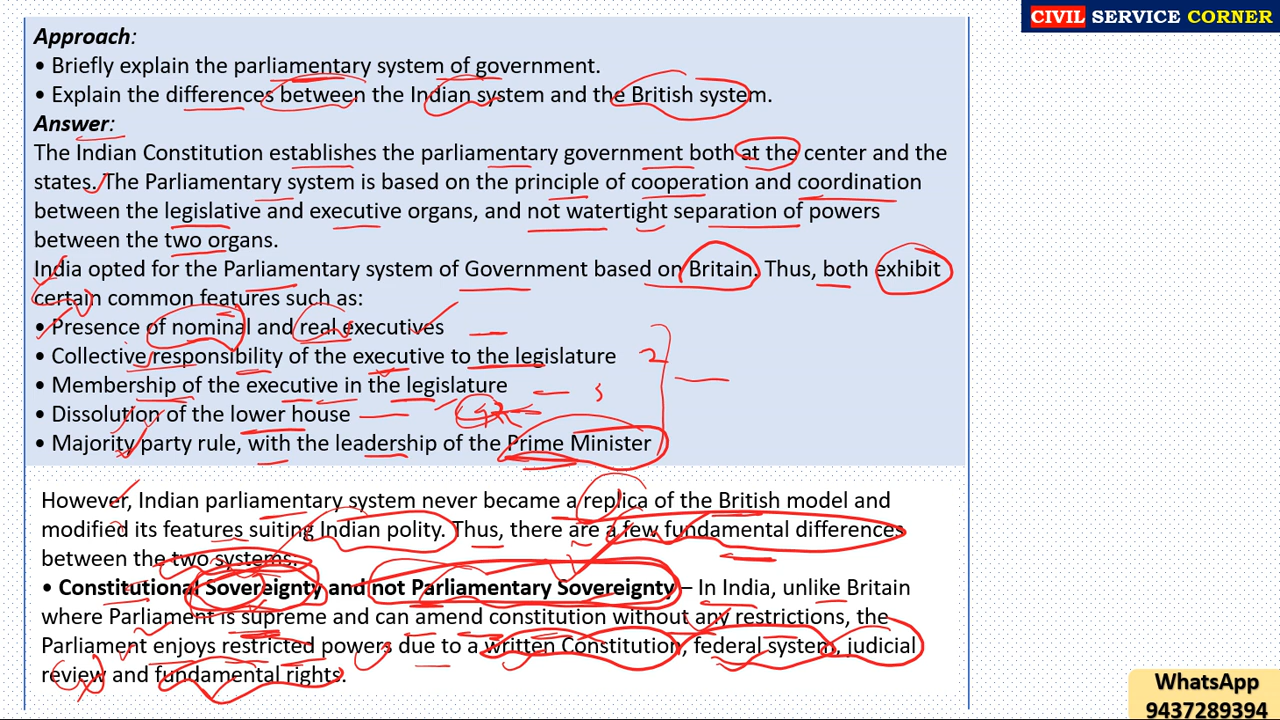 CIVIL SERVICE CORNER
Approach:
• Briefly explain the parliamentary system of government.
• Explain the differences between the Indian system and the British system.
Answer:
The Indian Constitution establishes the parliamentary government both at the center and the
states. The Parliamentary system is based on the principle of cooperation and coordination
between the legislative and executive organs, and not watertight separation of powers
between the two organs.
India opted for the Parliamentary system of Government based on Britain. Thus, both exhibit
certain common features such as:
• Presence of nominal and real executives
• Collective responsibility of the executive to the legislature
• Membership of the executive in the legislature
• Dissolution of the lower house
• Majority party rule, with the leadership of the Prime Minister
However, Indian parliamentary system never became a replica of the British model and
modified its features suiting Indian polity. Thus, there are a few fundamental differences
between the two systems.
• Constitutional Sovereignty and not Parliamentary Sovereignty – In India, unlike Britain
where Parliament is supreme and can amend constitution without any restrictions, the
Parliament enjoys restricted powers due to a written Constitution, federal system, judicial
review and fundamental rights.
WhatsApp
9437289394